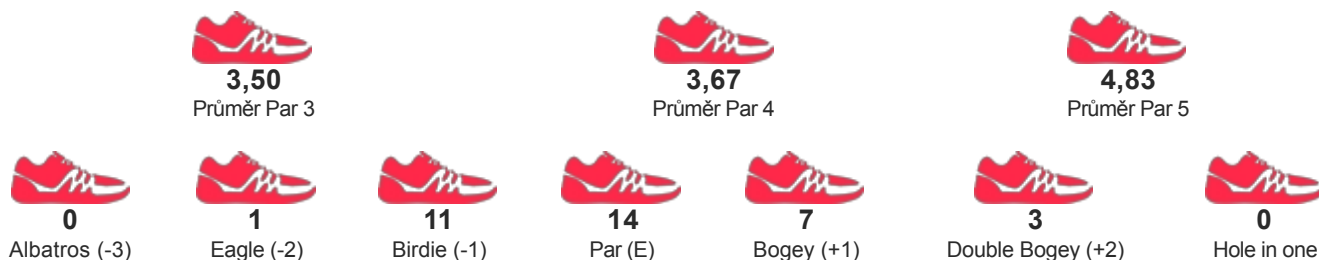 3,50
Průměr Par 3
3,67
Průměr Par 4
4,83
Průměr Par 5
0
Albatros (-3)
1
Eagle (-2)
11
Birdie (-1)
14
Par (E)
7
Bogey (+1)
3
Double Bogey (+2)
0
Hole in one